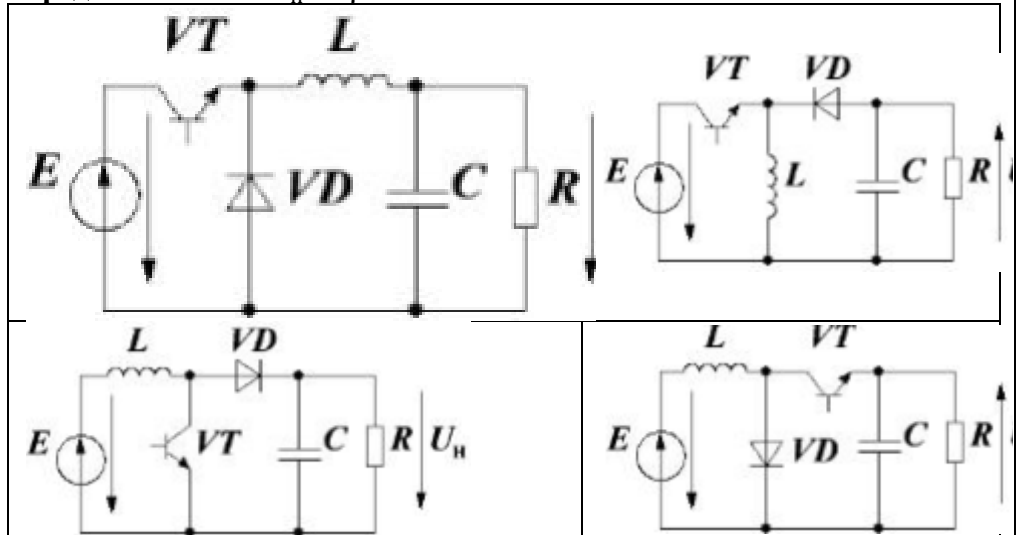 VT L
E VD C R
VT VD
E L C R
L VD
E VT C R Uн
L VT
E VD C R